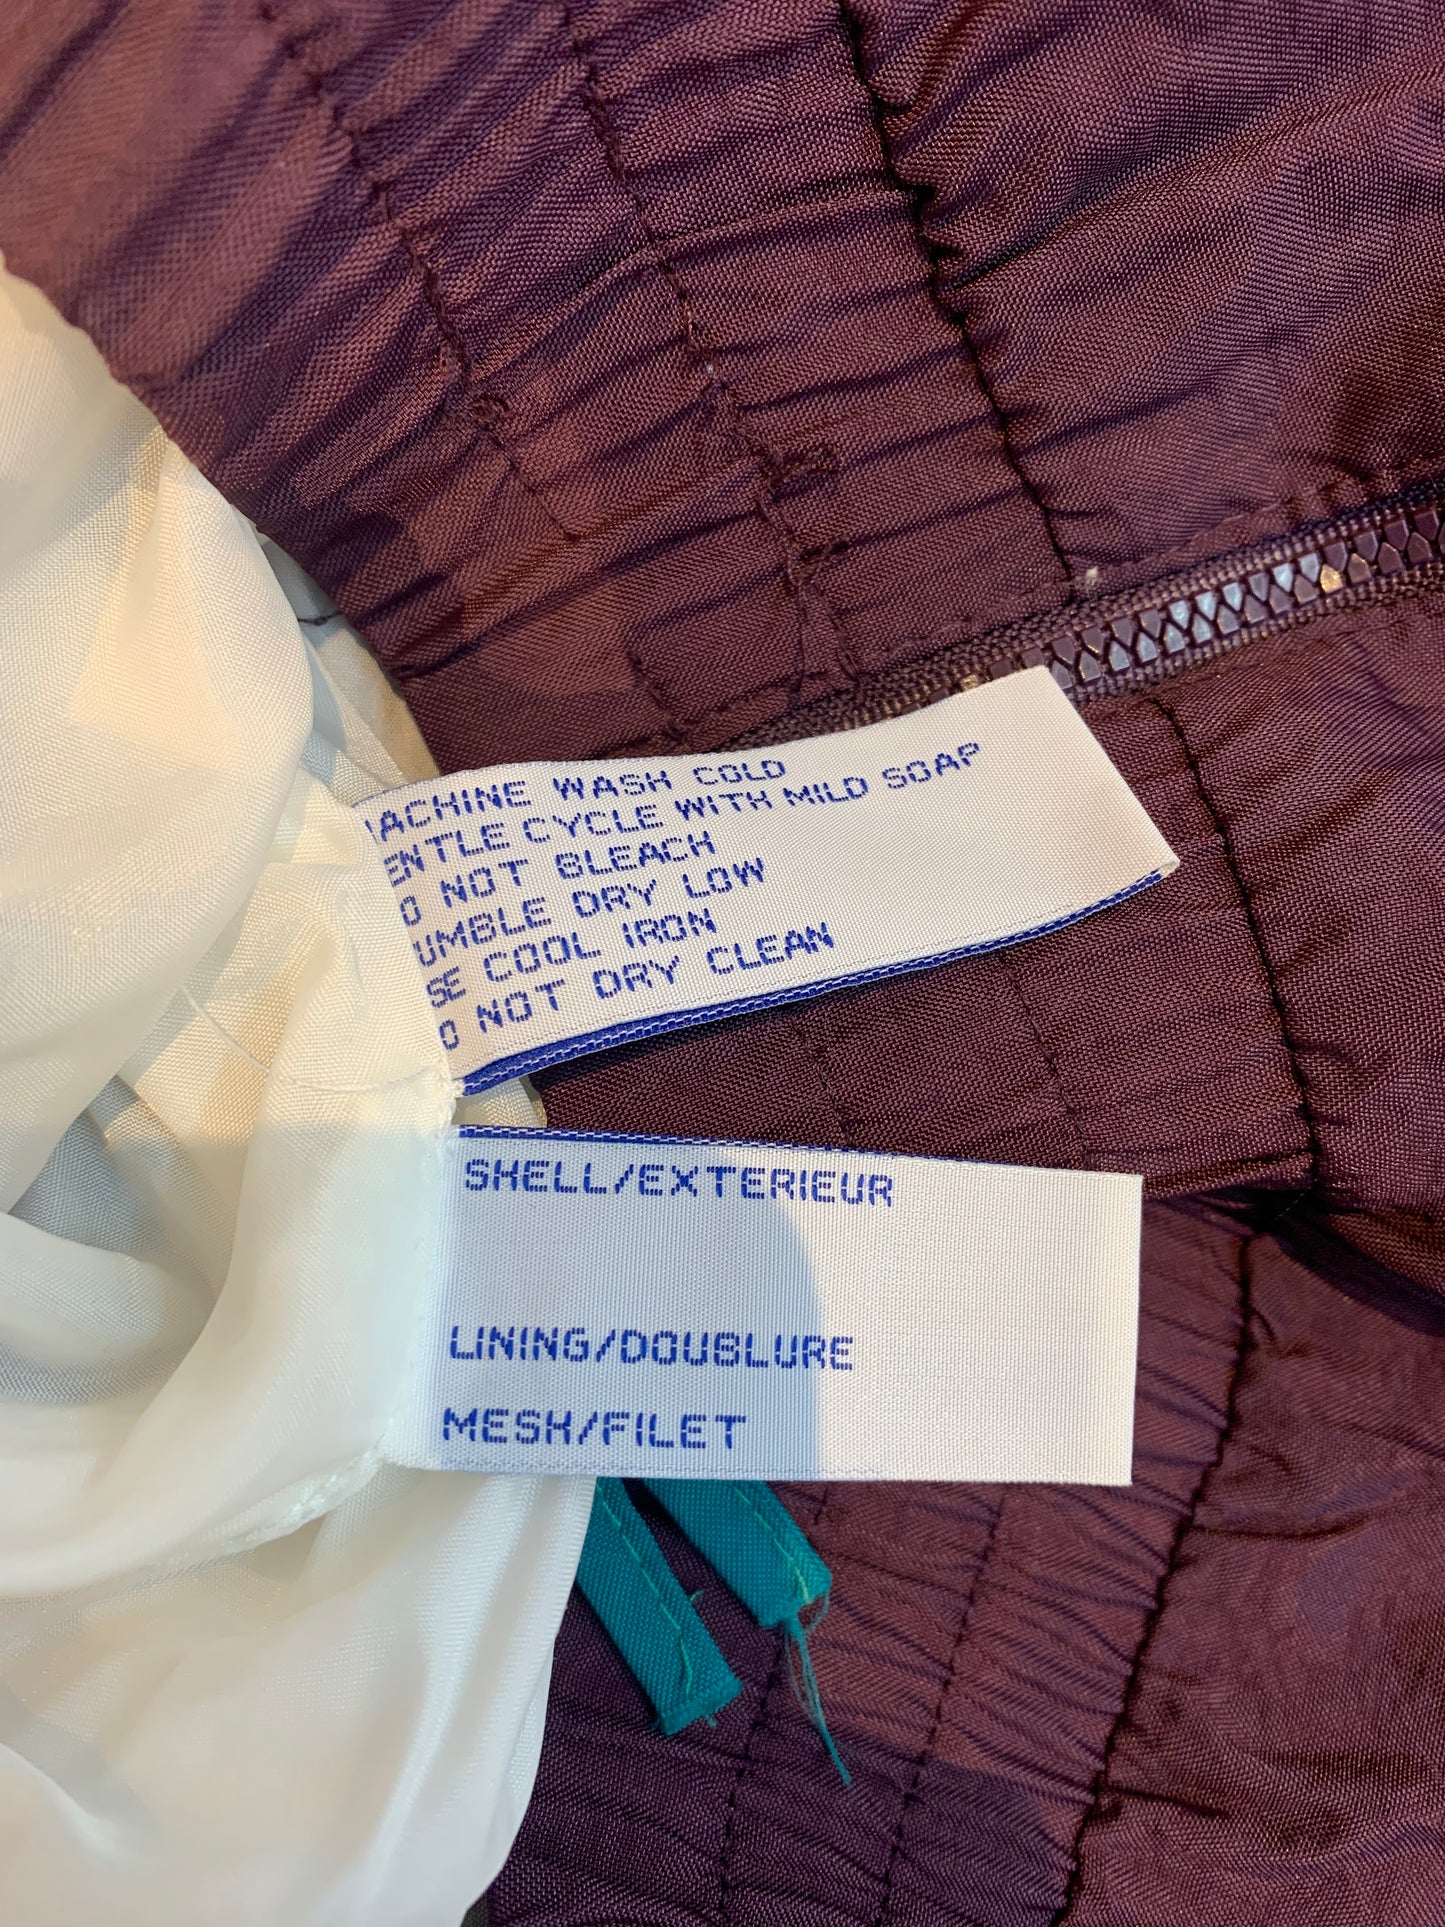 ACHINE WASH COLD
ENTLE CYCLE WITH MILD SOAP
O NOT BLEACH
UMBLE DRY LOW
SE COOL IRON
O NOT DRY CLEAN
SHELL/EXTERIEUR
LINING/DOUBLURE
MESH/FILET